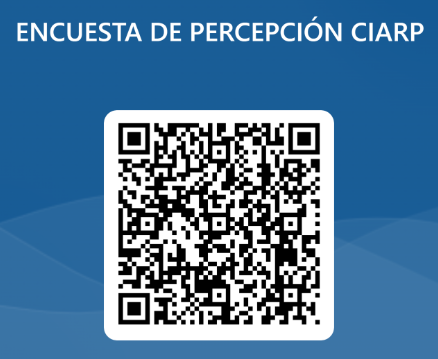 ENCUESTA DE PERCEPCIÓN CIARP